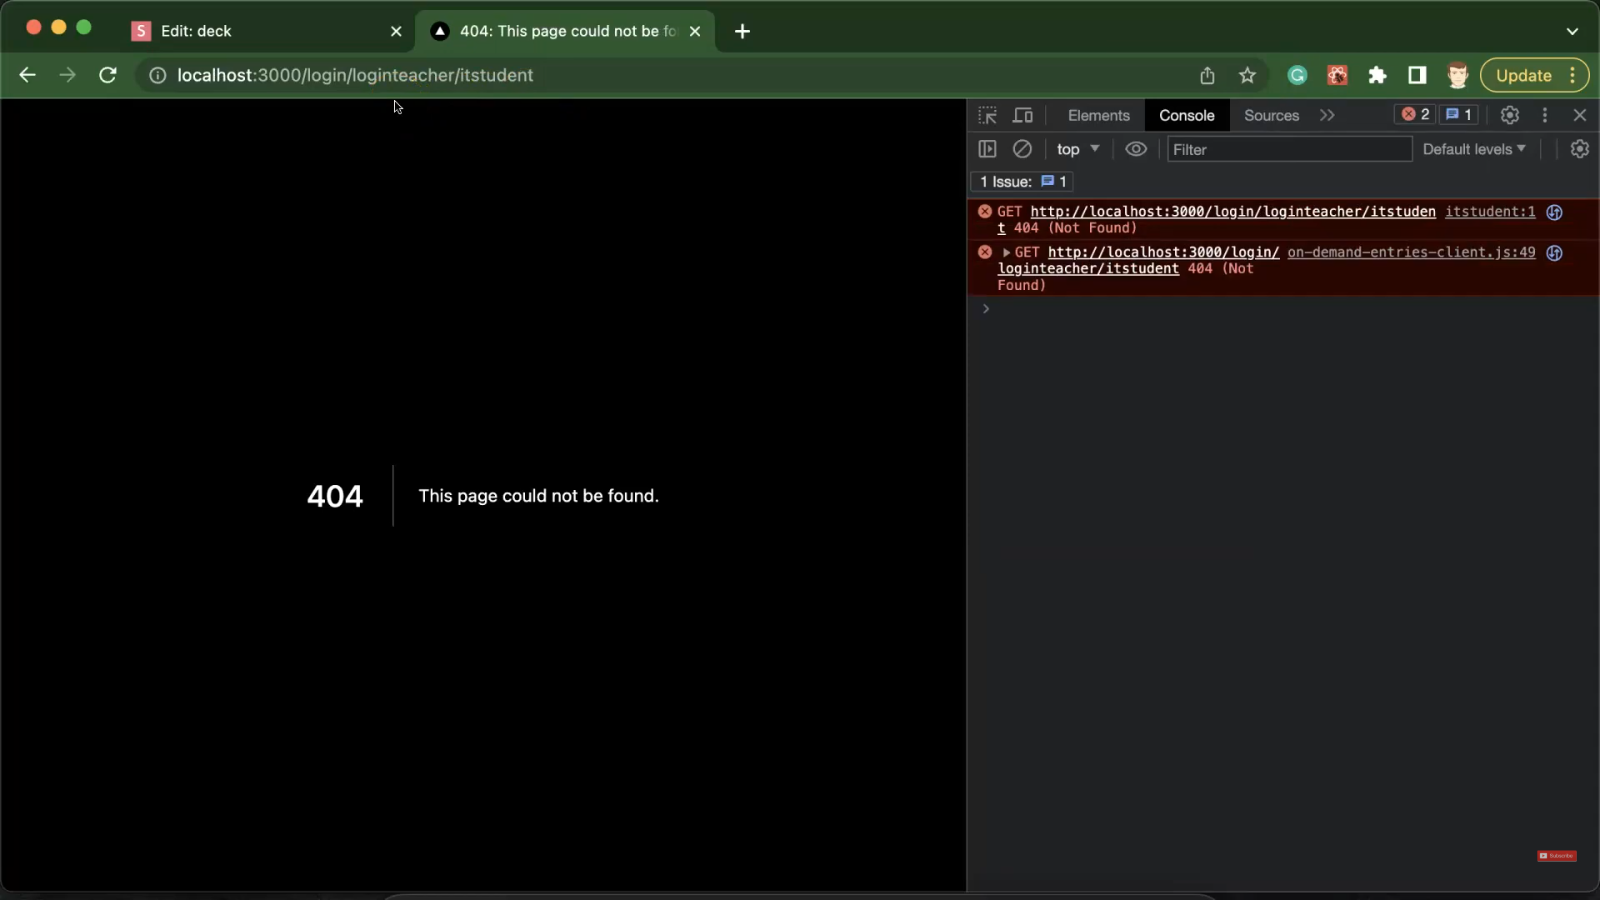 S Edit: deck
404: This page could not be fo
localhost:3000/login/loginteacher/itstudent
Update
Elements Console Sources
2 1
top Filter Default levels
1 Issue: 1
GET http://localhost:3000/login/loginteacher/itstuden itstudent:1
t 404 (Not Found)
GET http://localhost:3000/login/ on-demand-entries-client.js:49
loginteacher/itstudent 404 (Not
Found)
404 This page could not be found.
Subscribe